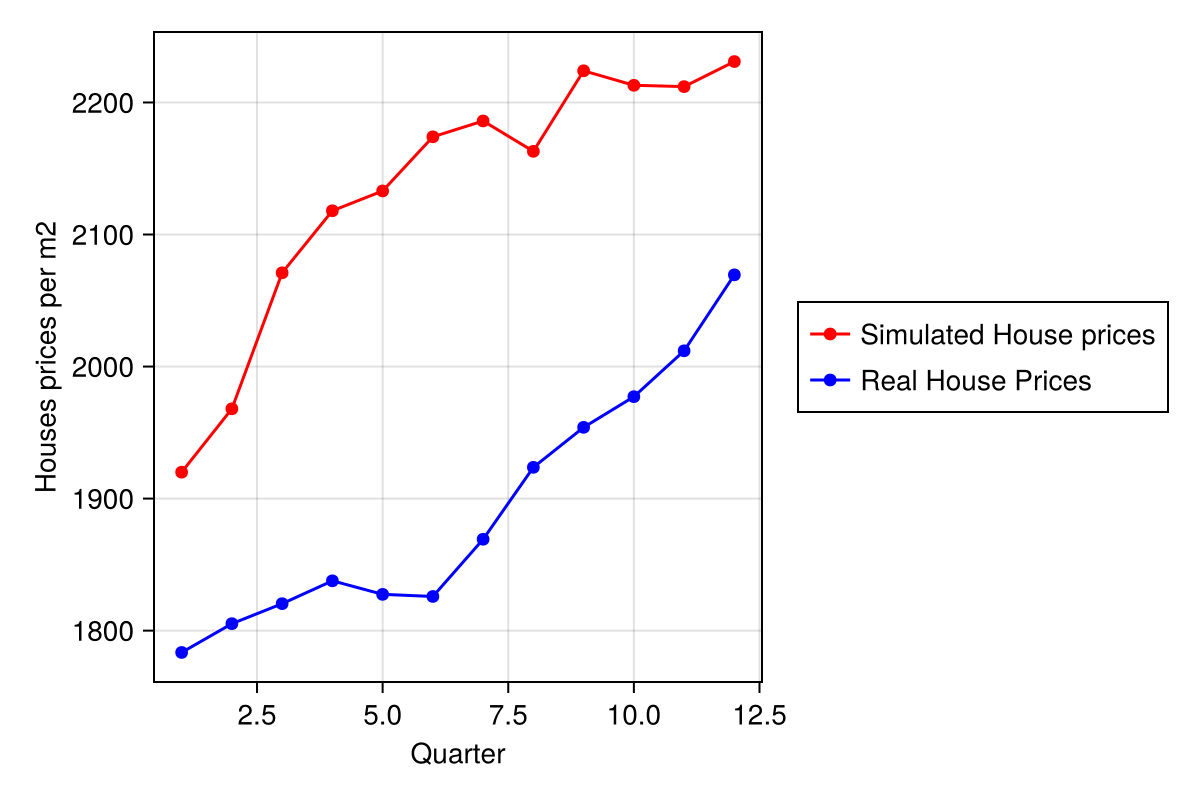 2200
2100
2000
1900
1800
Houses prices per m2
2.5 5.0 7.5 10.0 12.5
Quarter
Simulated House prices
Real House Prices